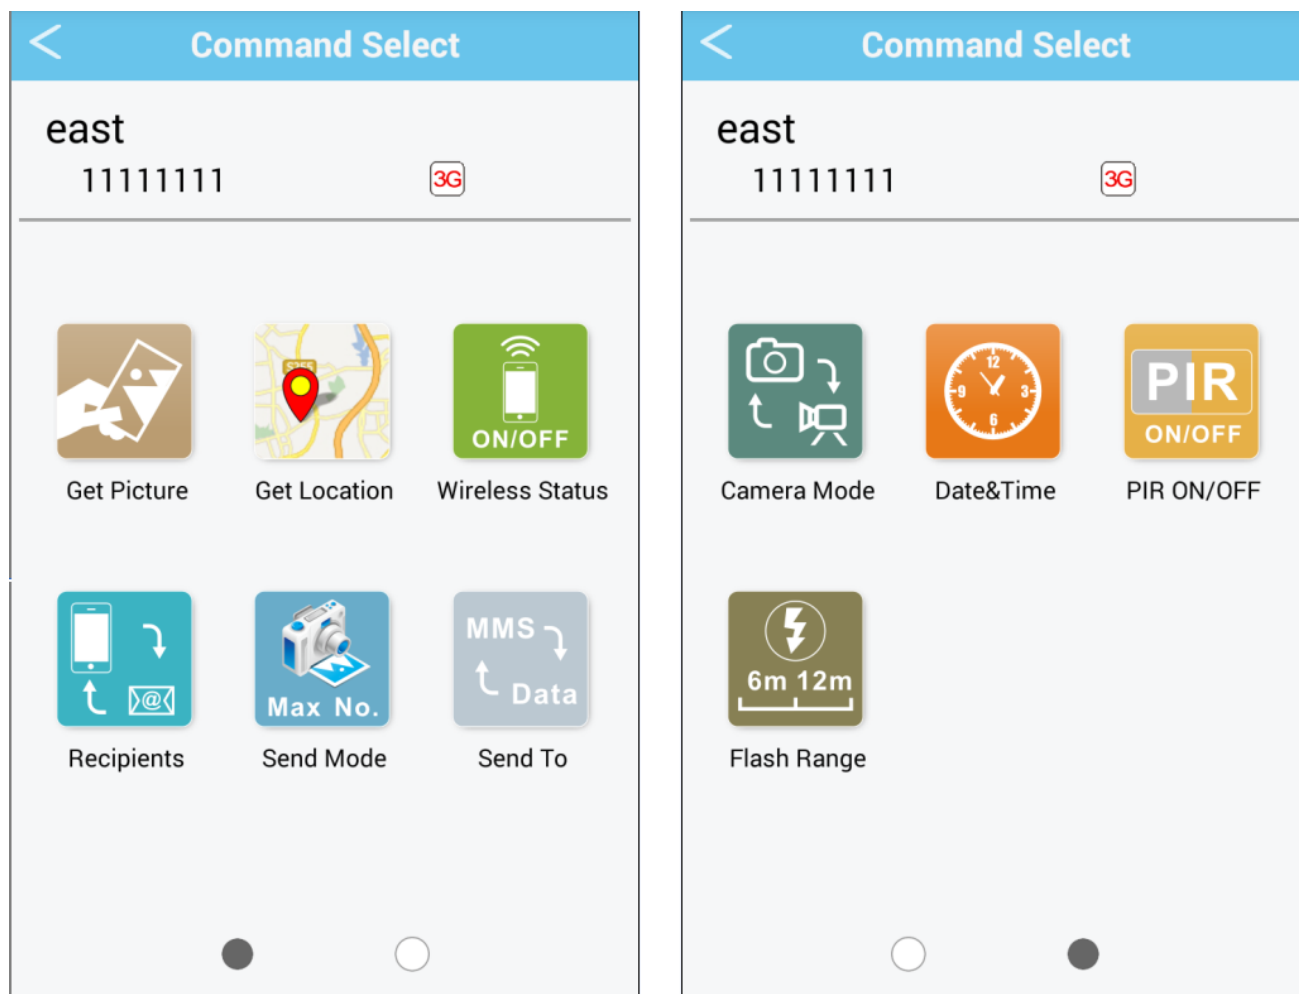 Command Select
east
11111111
3G
S255
ON/OFF
Get Picture
Get Location
Wireless Status
MMS
Data
@
Max No.
Recipients
Send Mode
Send To
Command Select
east
11111111
3G
12
9
3
6
PIR
ON/OFF
Camera Mode
Date&Time
PIR ON/OFF
6m 12m
Flash Range